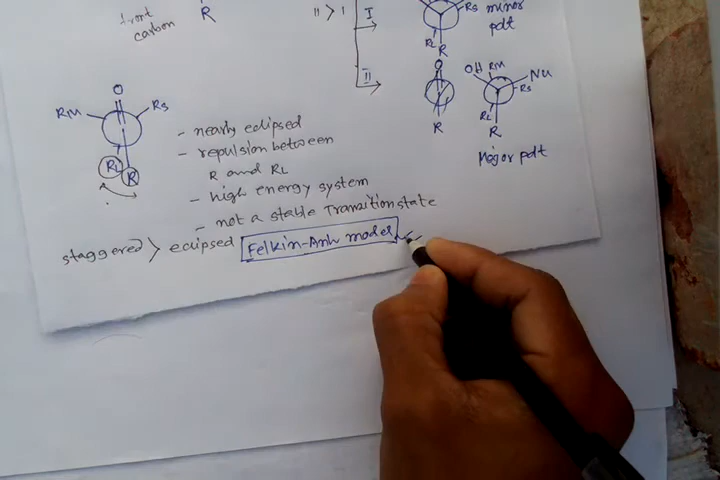 front
carbon
R
II > I
I
II
Rs
minor
pdt
RL
R
O
RM
Rs
RL
R
- nearly eclipsed
- repulsion between
R and RL
- high energy system
- not a stable Transition state
staggered > eclipsed
Felkin-Anh model
O
R
OH
RM
Nu
Rs
RL
R
Major pdt